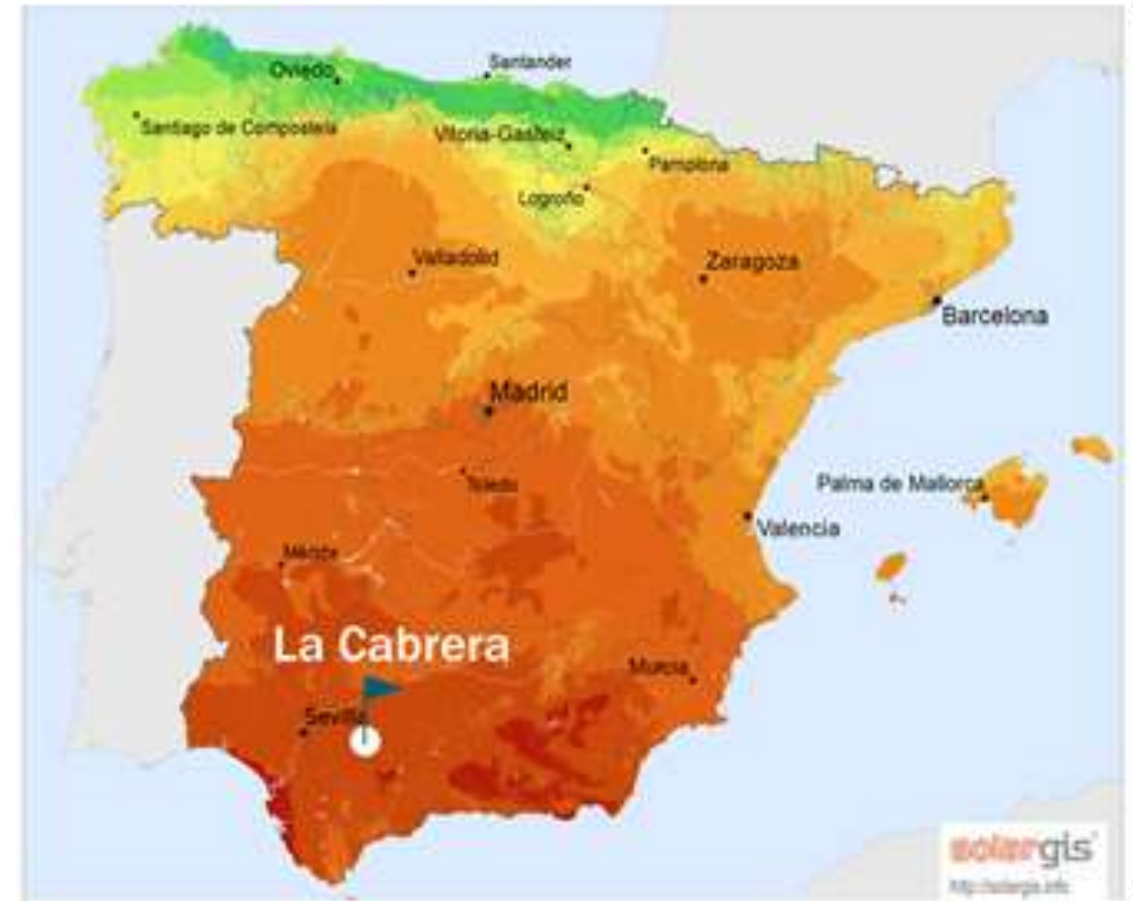 Santander
Oviedo
Santiago de Compostela
Vitoria-Gasteiz
Pamplona
Logroño
Valladolid
Zaragoza
Barcelona
Madrid
Toledo
Palma de Mallorca
Valencia
Mérida
La Cabrera
Murcia
Sevilla
solargis
http://solargis.info